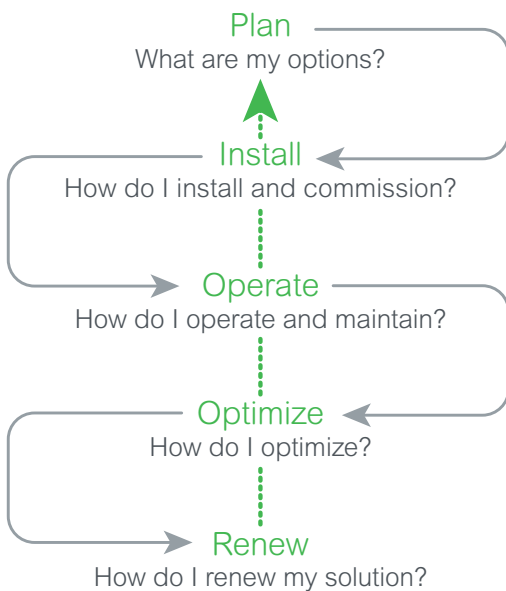 Plan
What are my options?
Install
How do I install and commission?
Operate
How do I operate and maintain?
Optimize
How do I optimize?
Renew
How do I renew my solution?